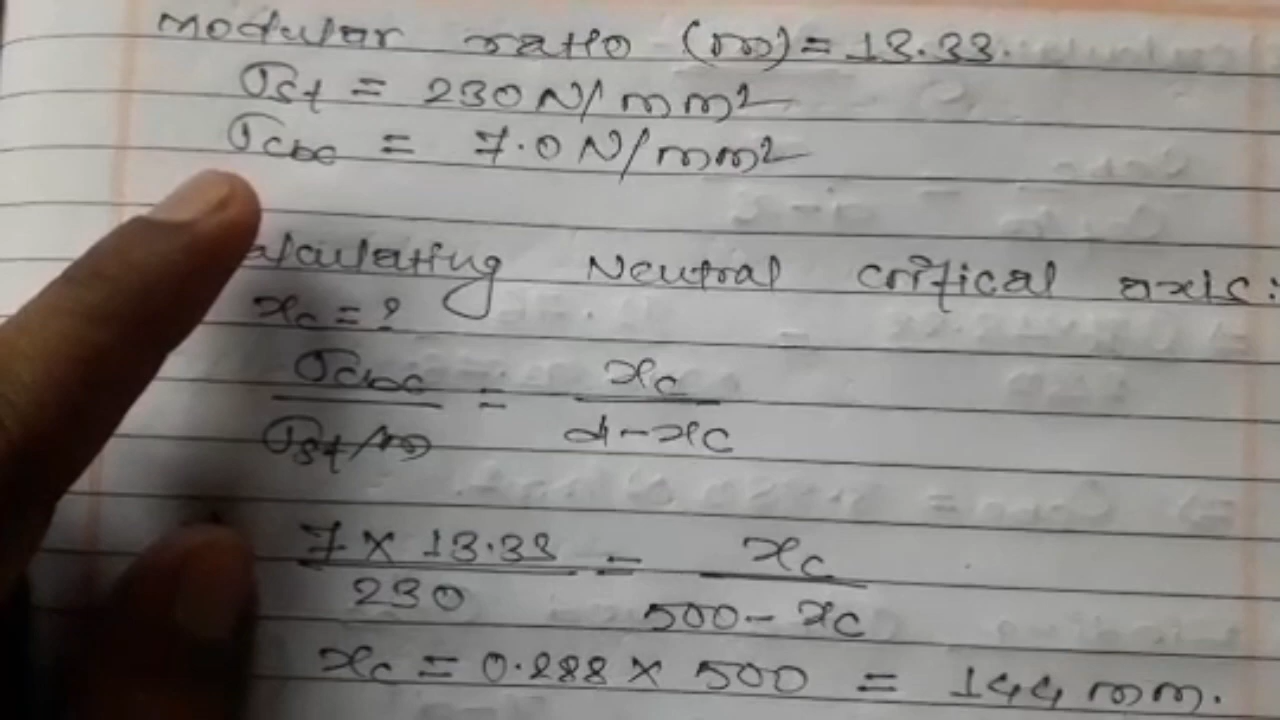 Modular ratio (m) = 13.33.
σst = 230 N/mm²
σcbc = 7.0 N/mm²
alculating Neutral critical axis:
xc = ?
σcbc / σst/m = xc / d - xc
7 × 13.33 / 230 = xc / 500 - xc
xc = 0.288 × 500 = 144 mm.